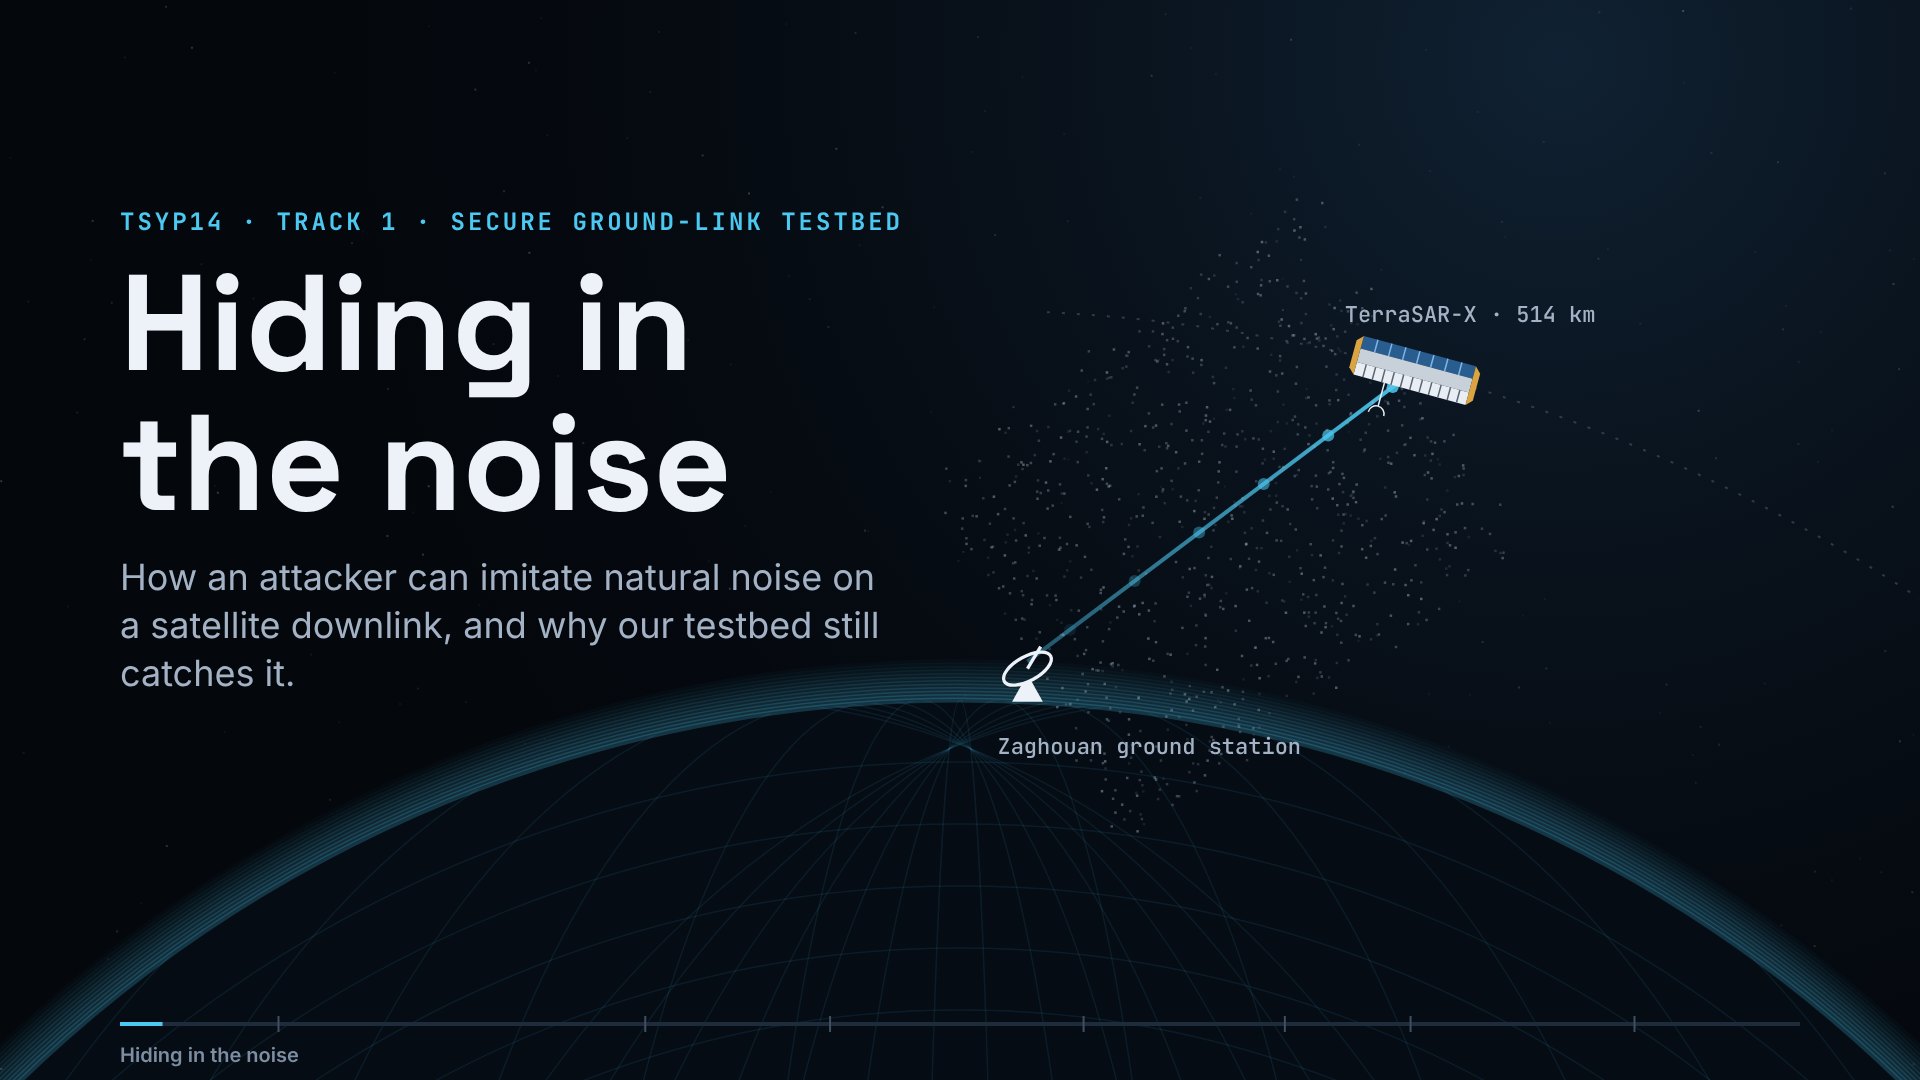 TSYP14 · TRACK 1 · SECURE GROUND-LINK TESTBED
Hiding in
the noise
How an attacker can imitate natural noise on
a satellite downlink, and why our testbed still
catches it.
TerraSAR-X · 514 km
Zaghouan ground station
Hiding in the noise